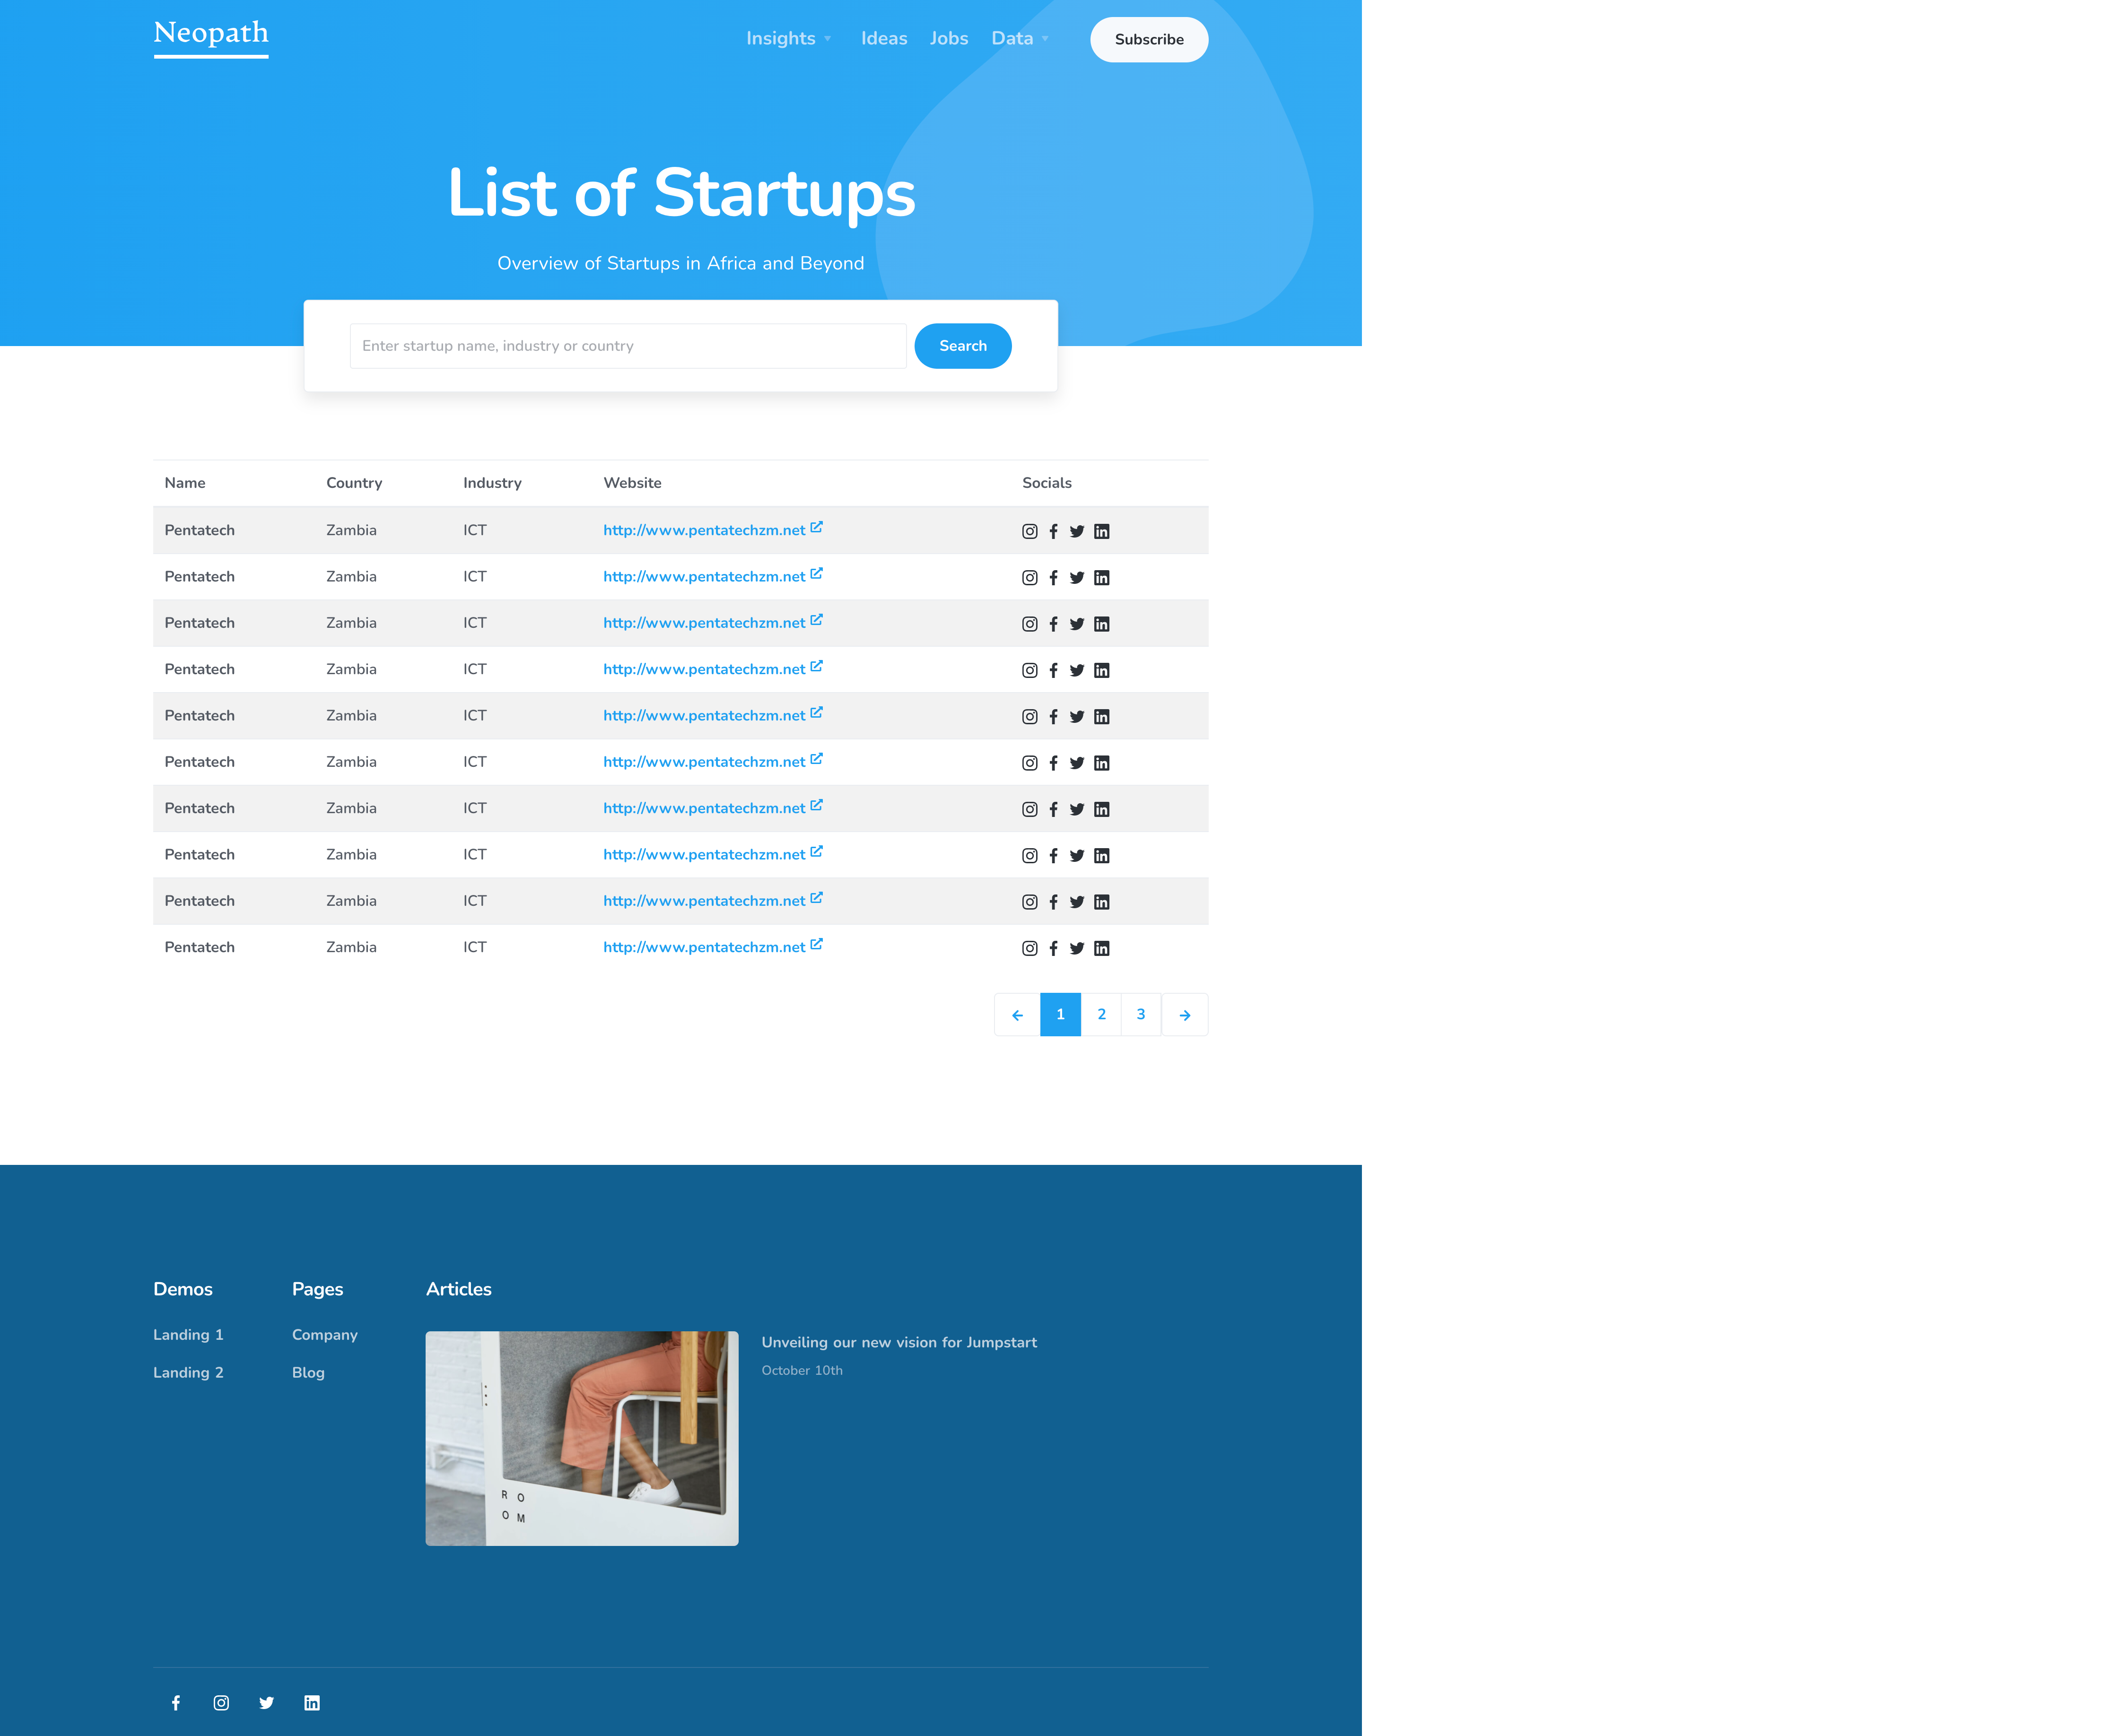 Neopath
Insights Ideas Jobs Data Subscribe
List of Startups
Overview of Startups in Africa and Beyond
Enter startup name, industry or country Search
Name Country Industry Website Socials
Pentatech Zambia ICT http://www.pentatechzm.net
Pentatech Zambia ICT http://www.pentatechzm.net
Pentatech Zambia ICT http://www.pentatechzm.net
Pentatech Zambia ICT http://www.pentatechzm.net
Pentatech Zambia ICT http://www.pentatechzm.net
Pentatech Zambia ICT http://www.pentatechzm.net
Pentatech Zambia ICT http://www.pentatechzm.net
Pentatech Zambia ICT http://www.pentatechzm.net
Pentatech Zambia ICT http://www.pentatechzm.net
Pentatech Zambia ICT http://www.pentatechzm.net
1 2 3
Demos Pages Articles
Landing 1 Company Unveiling our new vision for Jumpstart
Landing 2 Blog October 10th
R O
O M